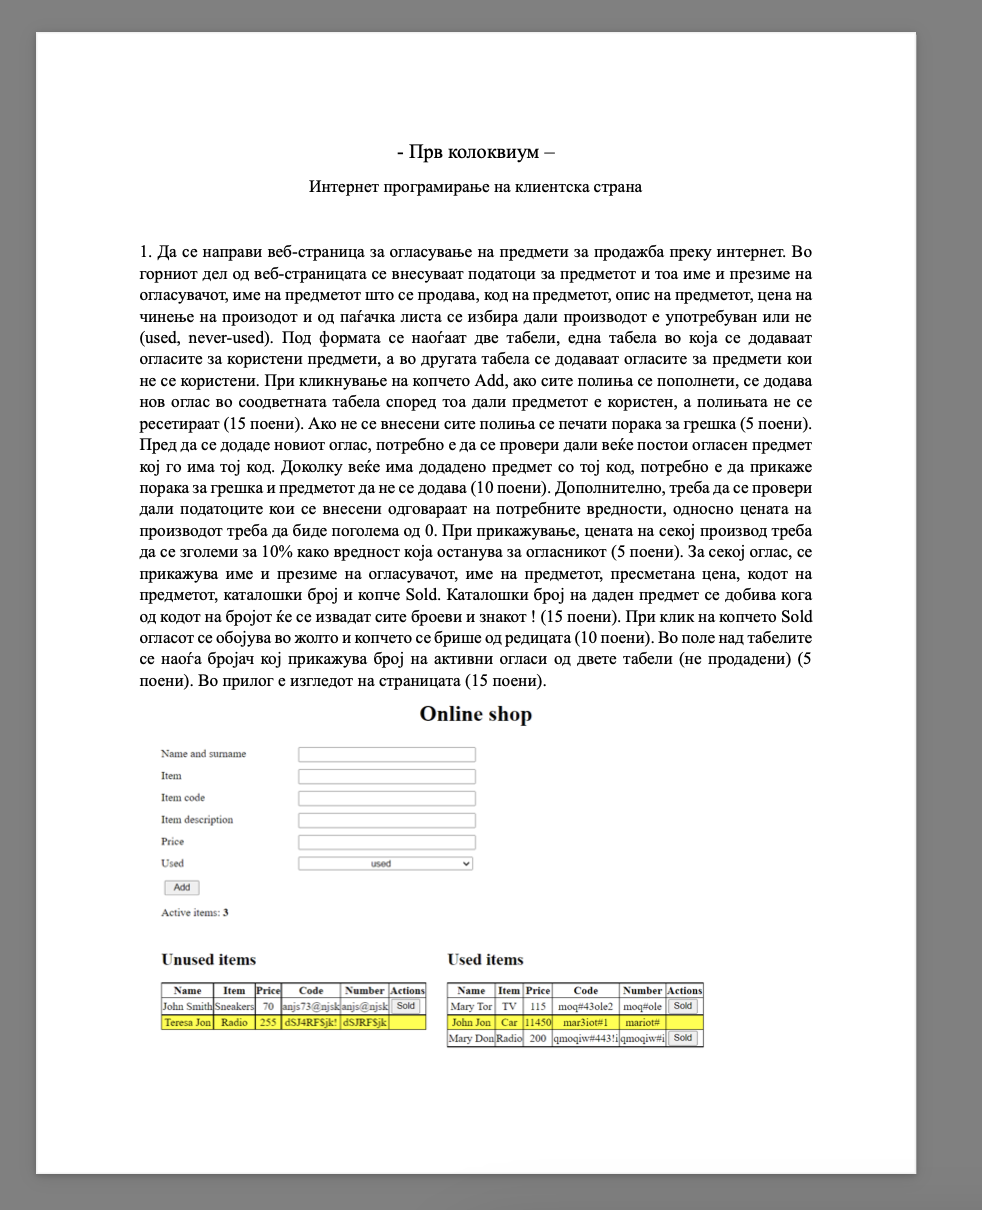 - Прв колоквиум –
Интернет програмирање на клиентска страна
1. Да се направи веб-страница за огласување на предмети за продажба преку интернет. Во
горниот дел од веб-страницата се внесуваат податоци за предметот и тоа име и презиме на
огласувачот, име на предметот што се продава, код на предметот, опис на предметот, цена на
чинење на произодот и од паѓачка листа се избира дали производот е употребуван или не
(used, never-used). Под формата се наоѓаат две табели, една табела во која се додаваат
огласите за користени предмети, а во другата табела се додаваат огласите за предмети кои
не се користени. При кликнување на копчето Add, ако сите полиња се пополнети, се додава
нов оглас во соодветната табела според тоа дали предметот е користен, а полињата не се
ресетираат (15 поени). Ако не се внесени сите полиња се печати порака за грешка (5 поени).
Пред да се додаде новиот оглас, потребно е да се провери дали веќе постои огласен предмет
кој го има тој код. Доколку веќе има додадено предмет со тој код, потребно е да прикаже
порака за грешка и предметот да не се додава (10 поени). Дополнително, треба да се провери
дали податоците кои се внесени одговараат на потребните вредности, односно цената на
производот треба да биде поголема од 0. При прикажување, цената на секој производ треба
да се зголеми за 10% како вредност која останува за огласникот (5 поени). За секој оглас, се
прикажува име и презиме на огласувачот, име на предметот, пресметана цена, кодот на
предметот, каталошки број и копче Sold. Каталошки број на даден предмет се добива кога
од кодот на бројот ќе се извадат сите броеви и знакот ! (15 поени). При клик на копчето Sold
огласот се обојува во жолто и копчето се брише од редицата (10 поени). Во поле над табелите
се наоѓа бројач кој прикажува број на активни огласи од двете табели (не продадени) (5
поени). Во прилог е изгледот на страницата (15 поени).
Online shop
Name and surname
Item
Item code
Item description
Price
Used used
Add
Active items: 3
Unused items
Name Item Price Code Number Actions
John Smith Sneakers 70 anjs73@njsk anjs@njsk Sold
Teresa Jon Radio 255 dSJ4RF$jk! dSJRF$jk
Used items
Name Item Price Code Number Actions
Mary Tor TV 115 moq#43ole2 moq#ole Sold
John Jon Car 11450 mar3iot#1 mariot#
Mary Don Radio 200 qmoqiw#443!i qmoqiw#i Sold